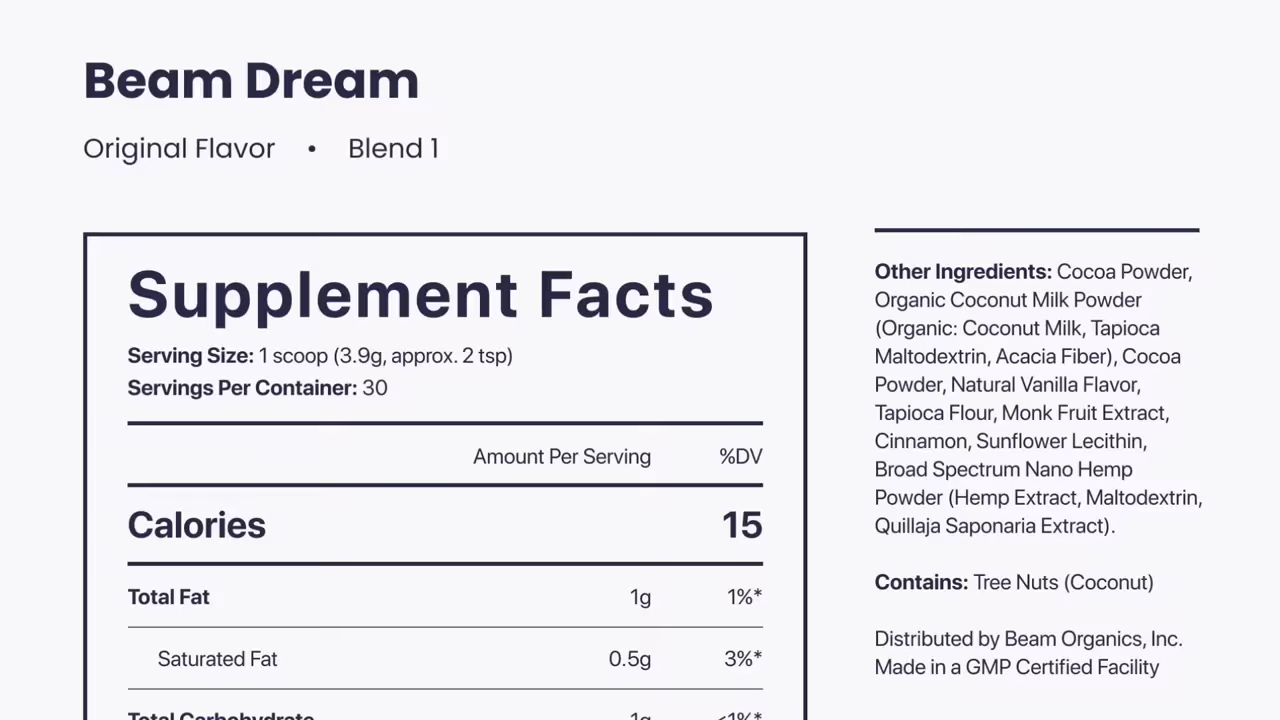 Beam Dream
Original Flavor • Blend 1
Supplement Facts
Serving Size: 1 scoop (3.9g, approx. 2 tsp)
Servings Per Container: 30
Amount Per Serving %DV
Calories 15
Total Fat 1g 1%*
Saturated Fat 0.5g 3%*
Total Carbohydrate 1g <1%*
Other Ingredients: Cocoa Powder,
Organic Coconut Milk Powder
(Organic: Coconut Milk, Tapioca
Maltodextrin, Acacia Fiber), Cocoa
Powder, Natural Vanilla Flavor,
Tapioca Flour, Monk Fruit Extract,
Cinnamon, Sunflower Lecithin,
Broad Spectrum Nano Hemp
Powder (Hemp Extract, Maltodextrin,
Quillaja Saponaria Extract).
Contains: Tree Nuts (Coconut)
Distributed by Beam Organics, Inc.
Made in a GMP Certified Facility